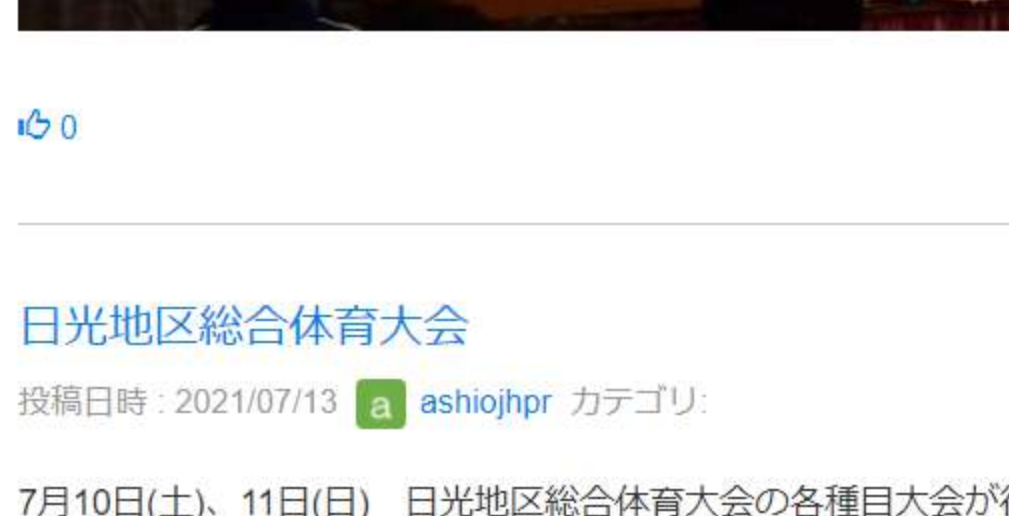 0
日光地区総合体育大会
投稿日時 : 2021/07/13 a ashiojhpr カテゴリ:
7月10日(土)、11日(日)　日光地区総合体育大会の各種目大会が